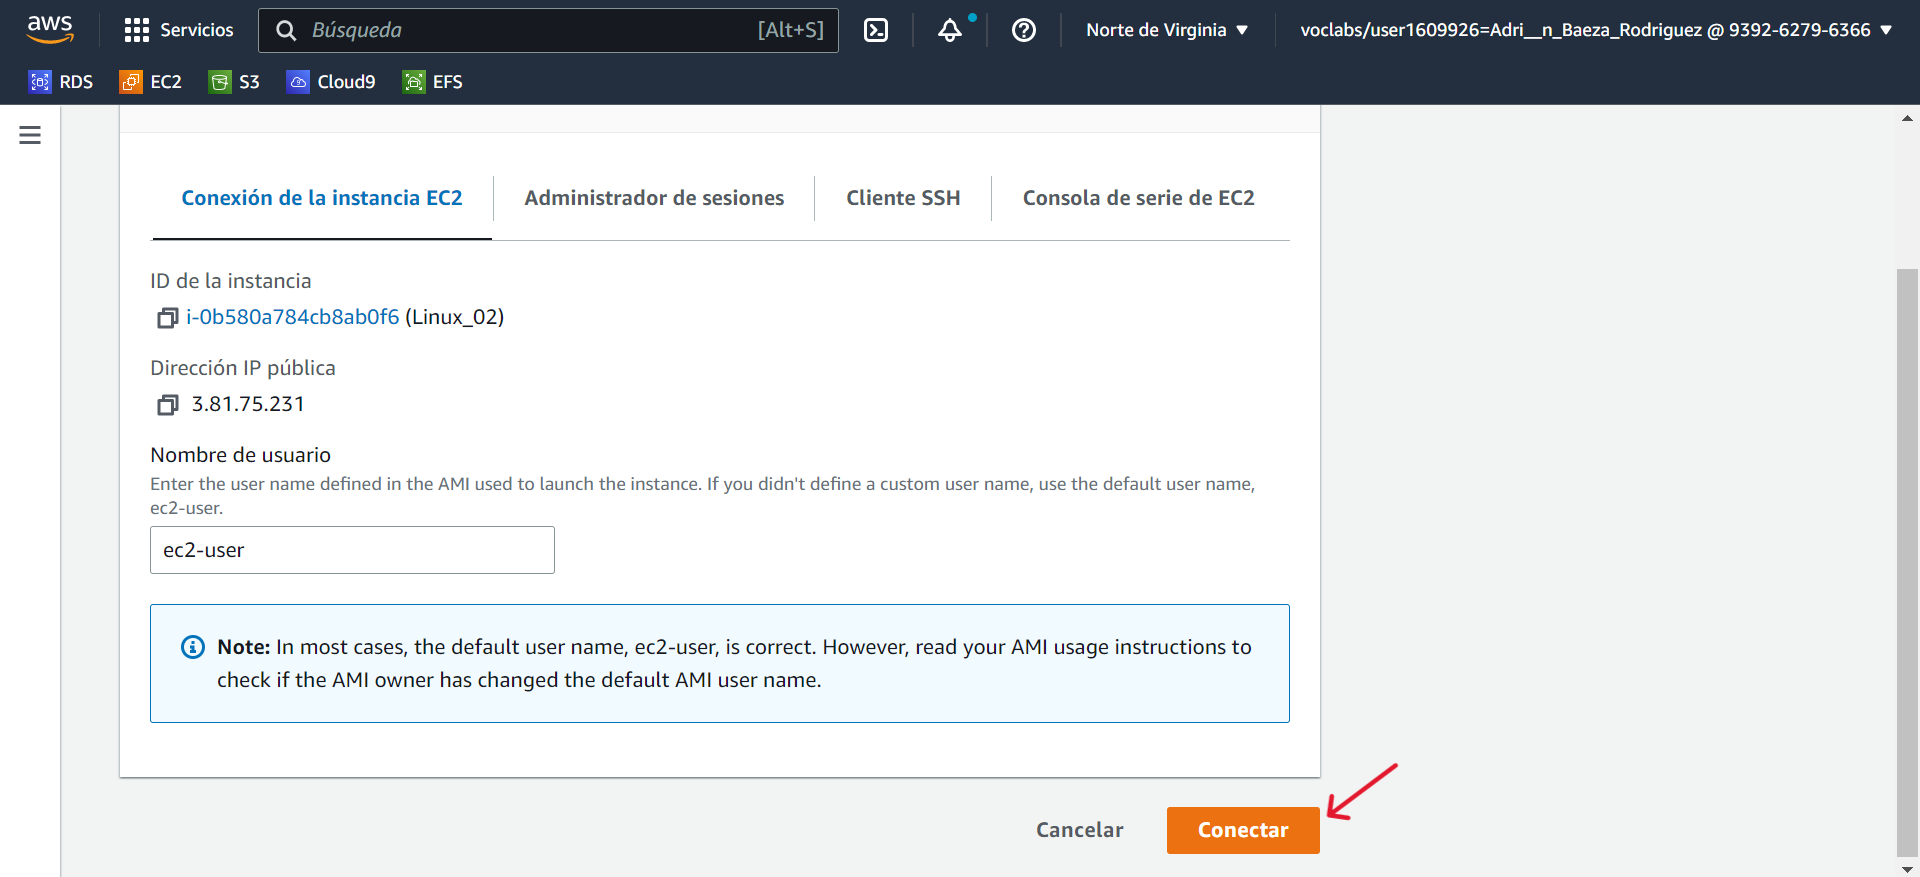 aws
Servicios
Búsqueda
[Alt+S]
Norte de Virginia
voclabs/user1609926=Adri__n_Baeza_Rodriguez @ 9392-6279-6366
RDS
EC2
S3
Cloud9
EFS
Conexión de la instancia EC2
Administrador de sesiones
Cliente SSH
Consola de serie de EC2
ID de la instancia
i-0b580a784cb8ab0f6 (Linux_02)
Dirección IP pública
3.81.75.231
Nombre de usuario
Enter the user name defined in the AMI used to launch the instance. If you didn't define a custom user name, use the default user name,
ec2-user.
ec2-user
Note: In most cases, the default user name, ec2-user, is correct. However, read your AMI usage instructions to
check if the AMI owner has changed the default AMI user name.
Cancelar
Conectar